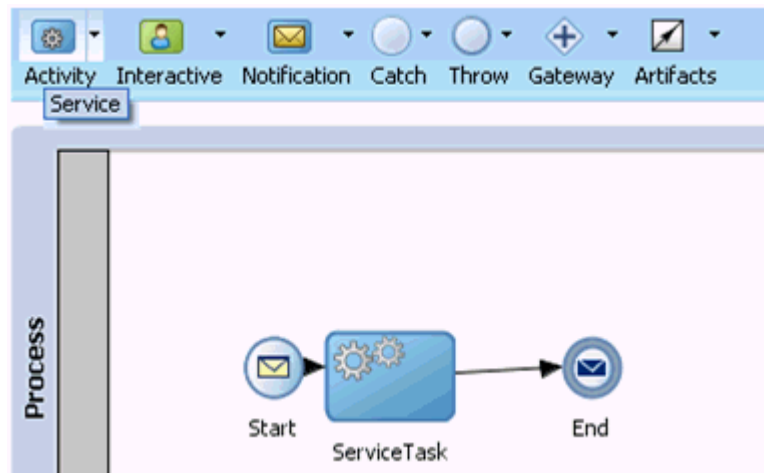 Activity Interactive Notification Catch Throw Gateway Artifacts
Service
Process
Start
ServiceTask
End